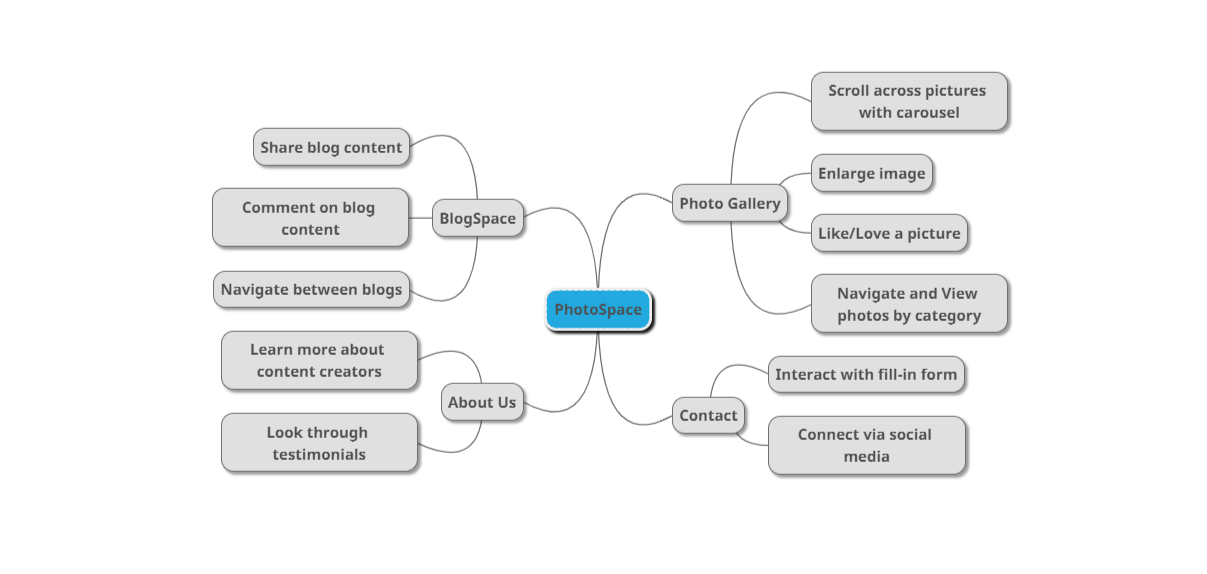 Scroll across pictures
with carousel
Share blog content
Enlarge image
Comment on blog
content
BlogSpace
Photo Gallery
Like/Love a picture
Navigate between blogs
Navigate and View
photos by category
PhotoSpace
Learn more about
content creators
Interact with fill-in form
About Us
Contact
Look through
testimonials
Connect via social
media